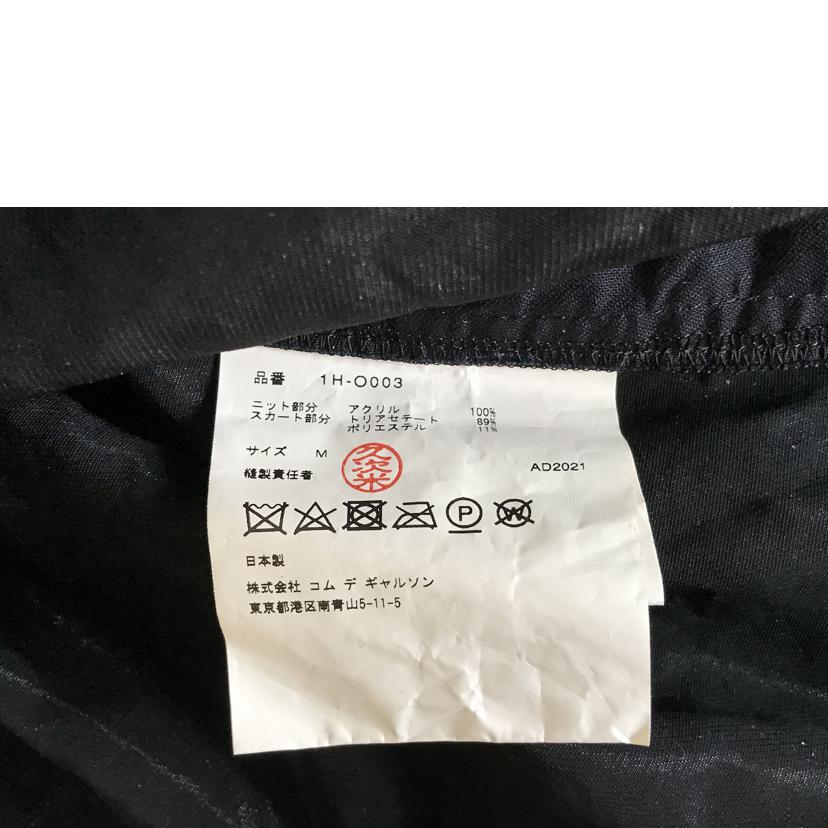 品番 1H-O003
ニット部分 アクリル 100%
スカート部分 トリアセテート 89%
ポリエステル 11%
サイズ M
縫製責任者 久次米 AD2021
P W
日本製
株式会社 コム デ ギャルソン
東京都港区南青山5-11-5